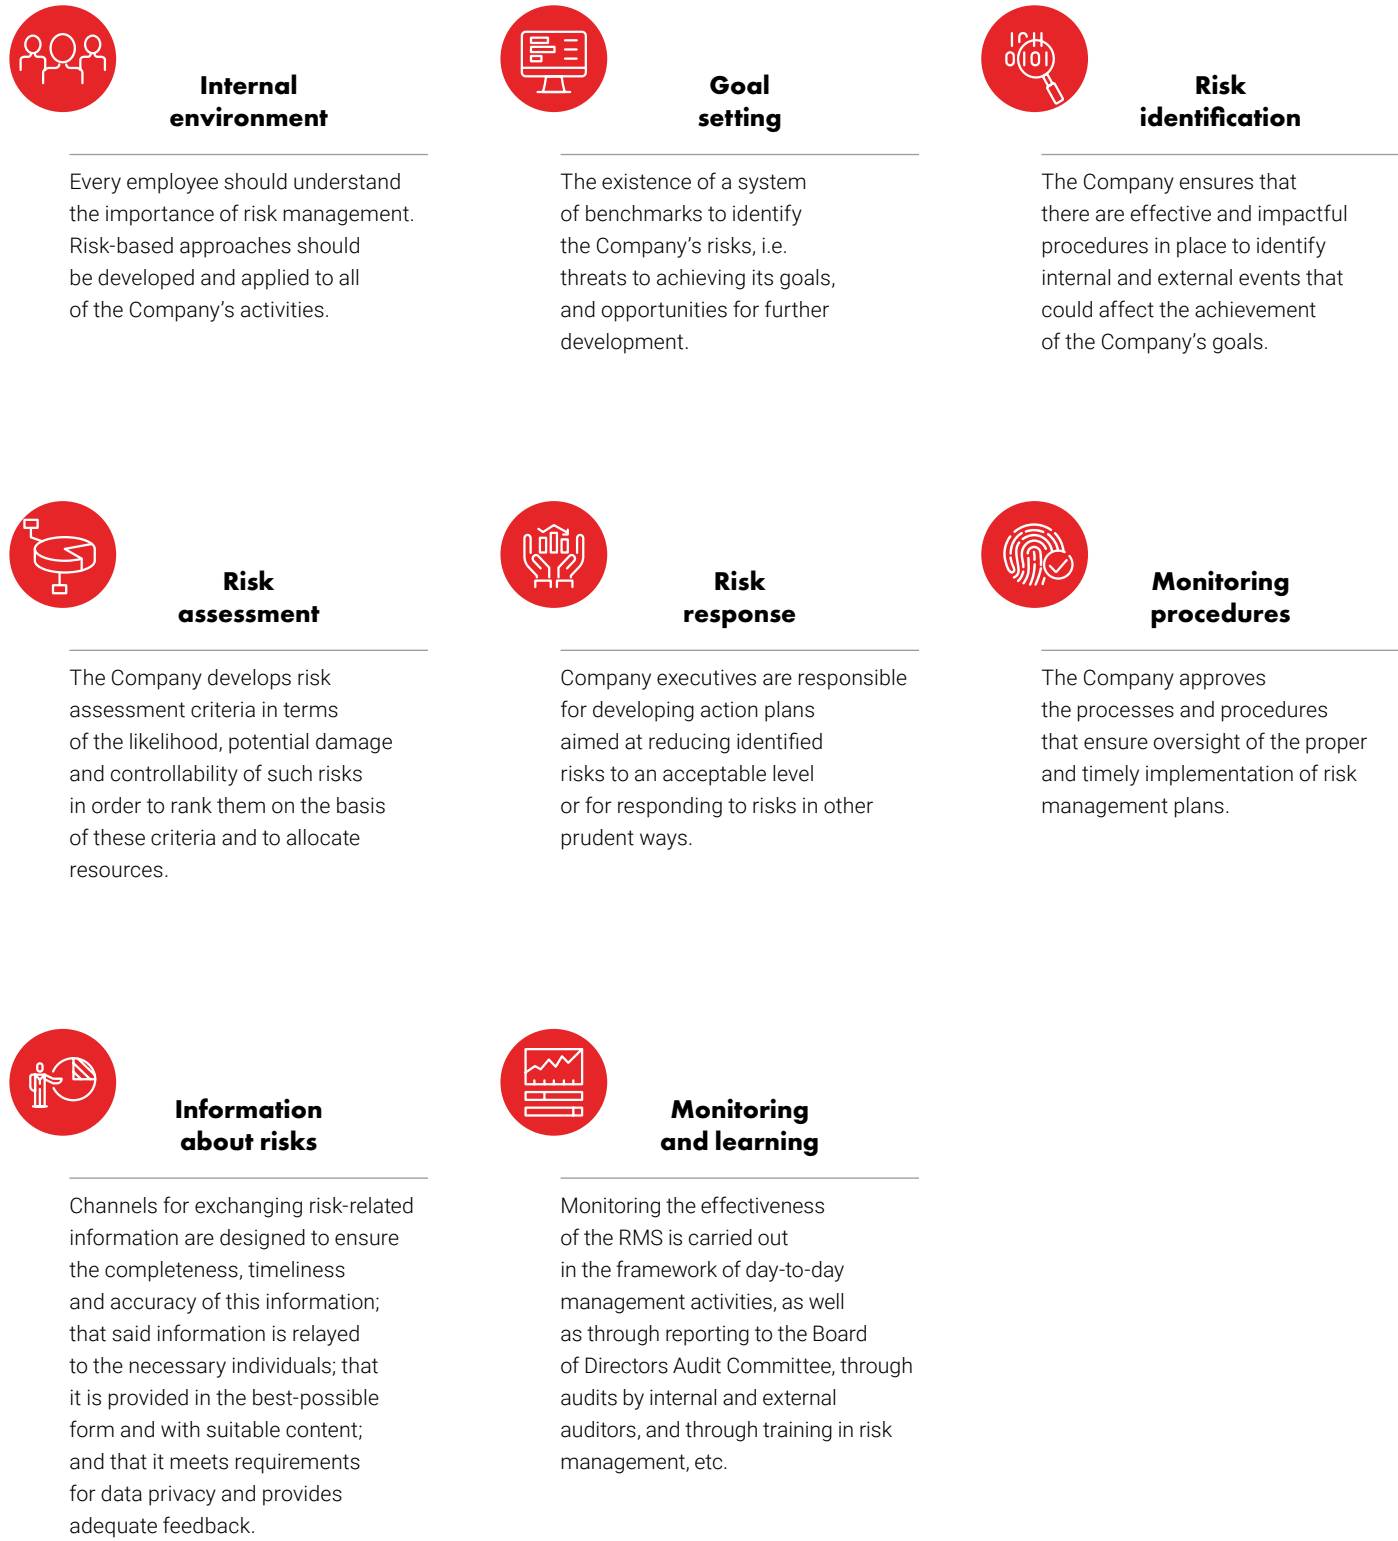 Internal
environment
Every employee should understand
the importance of risk management.
Risk-based approaches should
be developed and applied to all
of the Company’s activities.
Goal
setting
The existence of a system
of benchmarks to identify
the Company’s risks, i.e.
threats to achieving its goals,
and opportunities for further
development.
Risk
identification
The Company ensures that
there are effective and impactful
procedures in place to identify
internal and external events that
could affect the achievement
of the Company’s goals.
Risk
assessment
The Company develops risk
assessment criteria in terms
of the likelihood, potential damage
and controllability of such risks
in order to rank them on the basis
of these criteria and to allocate
resources.
Risk
response
Company executives are responsible
for developing action plans
aimed at reducing identified
risks to an acceptable level
or for responding to risks in other
prudent ways.
Monitoring
procedures
The Company approves
the processes and procedures
that ensure oversight of the proper
and timely implementation of risk
management plans.
Information
about risks
Channels for exchanging risk-related
information are designed to ensure
the completeness, timeliness
and accuracy of this information;
that said information is relayed
to the necessary individuals; that
it is provided in the best-possible
form and with suitable content;
and that it meets requirements
for data privacy and provides
adequate feedback.
Monitoring
and learning
Monitoring the effectiveness
of the RMS is carried out
in the framework of day-to-day
management activities, as well
as through reporting to the Board
of Directors Audit Committee, through
audits by internal and external
auditors, and through training in risk
management, etc.